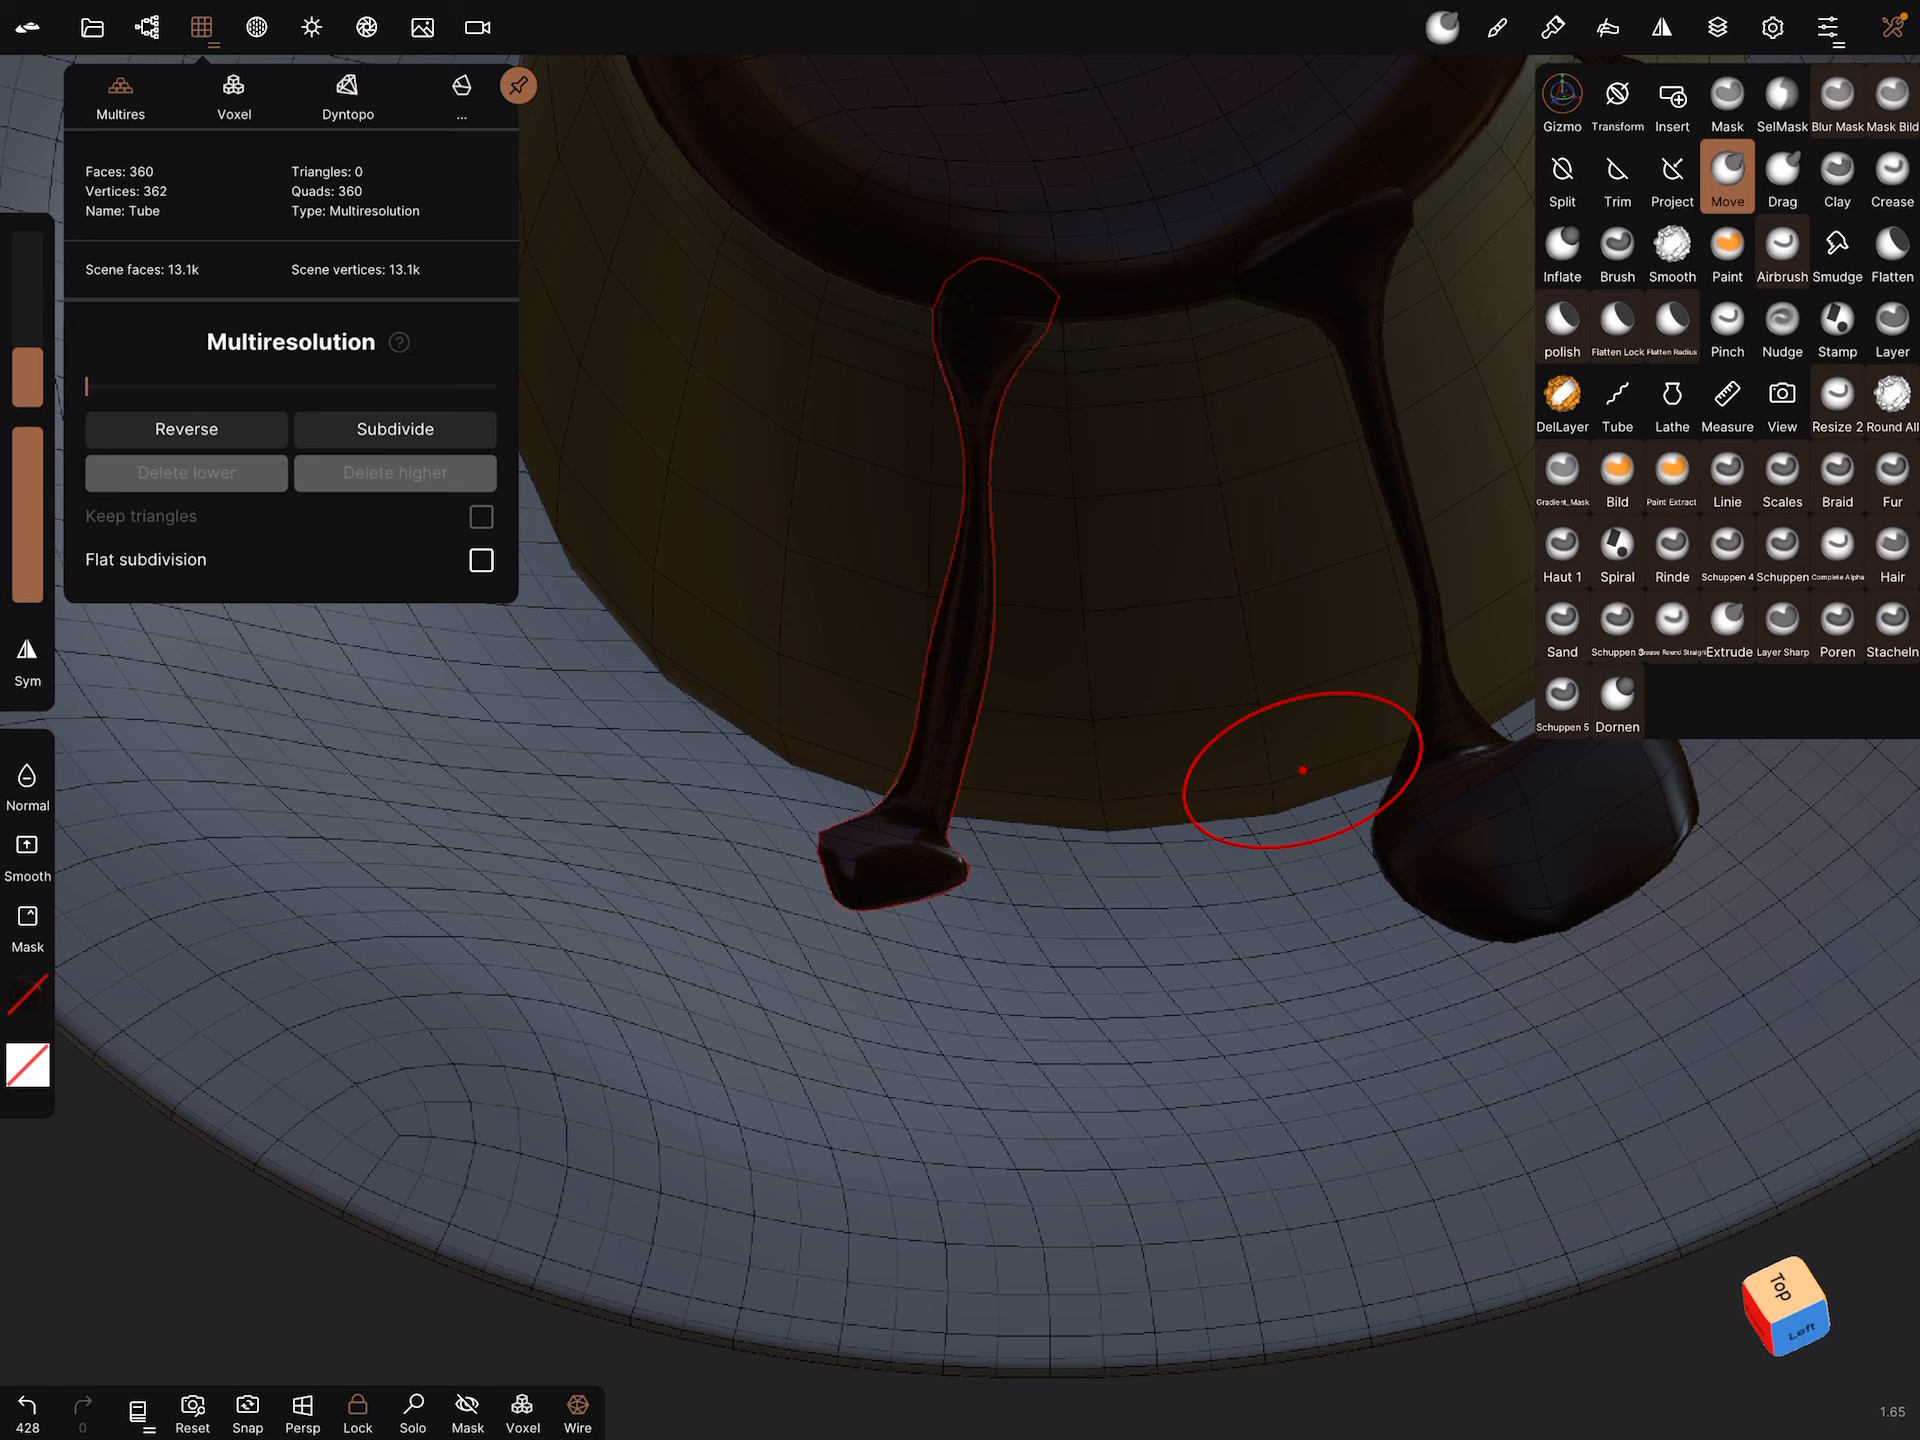 Multires
Voxel
Dyntopo
...
Faces: 360
Triangles: 0
Vertices: 362
Quads: 360
Name: Tube
Type: Multiresolution
Scene faces: 13.1k
Scene vertices: 13.1k
Multiresolution ?
Reverse
Subdivide
Delete lower
Delete higher
Keep triangles
Flat subdivision
Sym
Normal
Smooth
Mask
Gizmo
Transform
Insert
Mask
SelMask
Blur Mask
Mask Bild
Split
Trim
Project
Move
Drag
Clay
Crease
Inflate
Brush
Smooth
Paint
Airbrush
Smudge
Flatten
polish
Flatten Lock
Flatten Radius
Pinch
Nudge
Stamp
Layer
DelLayer
Tube
Lathe
Measure
View
Resize 2
Round All
Gradient_Mask
Bild
Paint Extract
Linie
Scales
Braid
Fur
Haut 1
Spiral
Rinde
Schuppen 4
Schuppen
Complete Alpha
Hair
Sand
Schuppen
Extrude
Layer Sharp
Poren
Stacheln
Schuppen 5
Dornen
Top
Left
428
0
Reset
Snap
Persp
Lock
Solo
Mask
Voxel
Wire
1.65